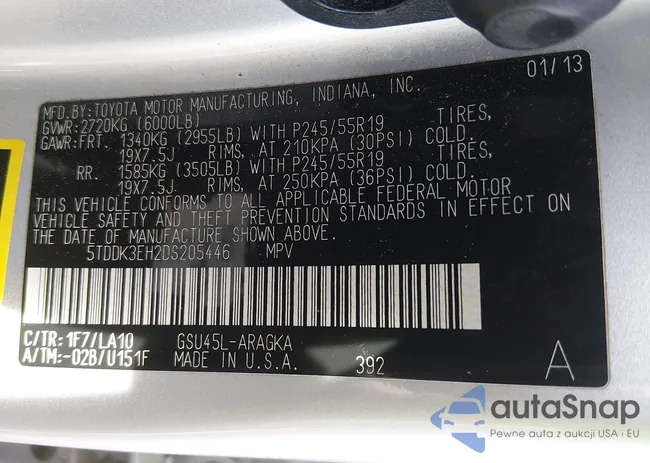 01/13
MFD.BY:TOYOTA MOTOR MANUFACTURING, INDIANA, INC.
GVWR:2720KG (6000LB)
GAWR:FRT. 1340KG (2955LB) WITH P245/55R19 TIRES,
19X7.5J RIMS, AT 210KPA (30PSI) COLD.
RR. 1585KG (3505LB) WITH P245/55R19 TIRES,
19X7.5J RIMS, AT 250KPA (36PSI) COLD.
THIS VEHICLE CONFORMS TO ALL APPLICABLE FEDERAL MOTOR
VEHICLE SAFETY AND THEFT PREVENTION STANDARDS IN EFFECT ON
THE DATE OF MANUFACTURE SHOWN ABOVE.
5TDDK3EH2DS205446 MPV
C/TR: 1F7/LA10 GSU45L-ARAGKA
A/TM:-02B/U151F MADE IN U.S.A. 392 A
autaSnap
Pewne auta z aukcji USA i EU